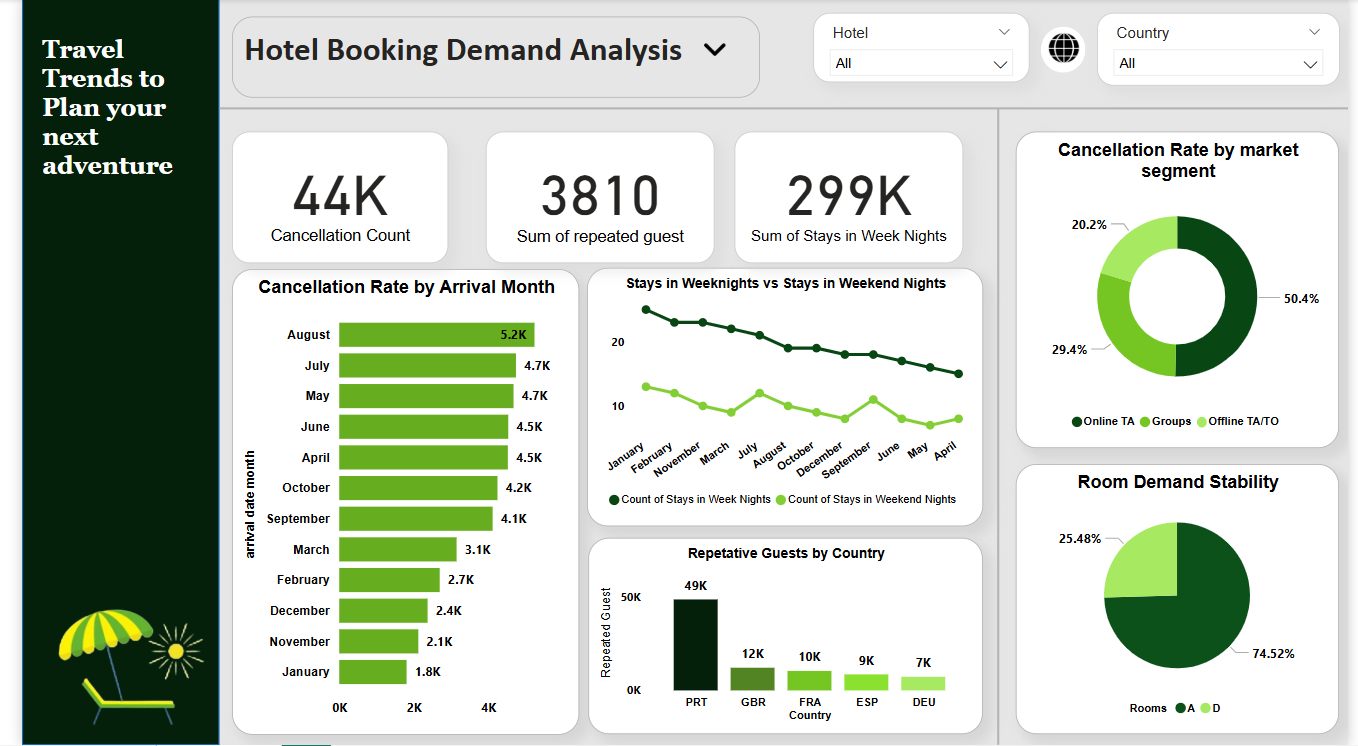 Travel
Trends to
Plan your
next
adventure
Hotel Booking Demand Analysis
Hotel
All
Country
All
44K
Cancellation Count
3810
Sum of repeated guest
299K
Sum of Stays in Week Nights
Cancellation Rate by Arrival Month
arrival date month
August 5.2K
July 4.7K
May 4.7K
June 4.5K
April 4.5K
October 4.2K
September 4.1K
March 3.1K
February 2.7K
December 2.4K
November 2.1K
January 1.8K
0K 2K 4K
Stays in Weeknights vs Stays in Weekend Nights
20
10
January February November March July August October December September June May April
Count of Stays in Week Nights Count of Stays in Weekend Nights
Repetative Guests by Country
Repeated Guest
50K
0K
49K 12K 10K 9K 7K
PRT GBR FRA ESP DEU
Country
Cancellation Rate by market
segment
20.2%
50.4%
29.4%
Online TA Groups Offline TA/TO
Room Demand Stability
25.48%
74.52%
Rooms A D